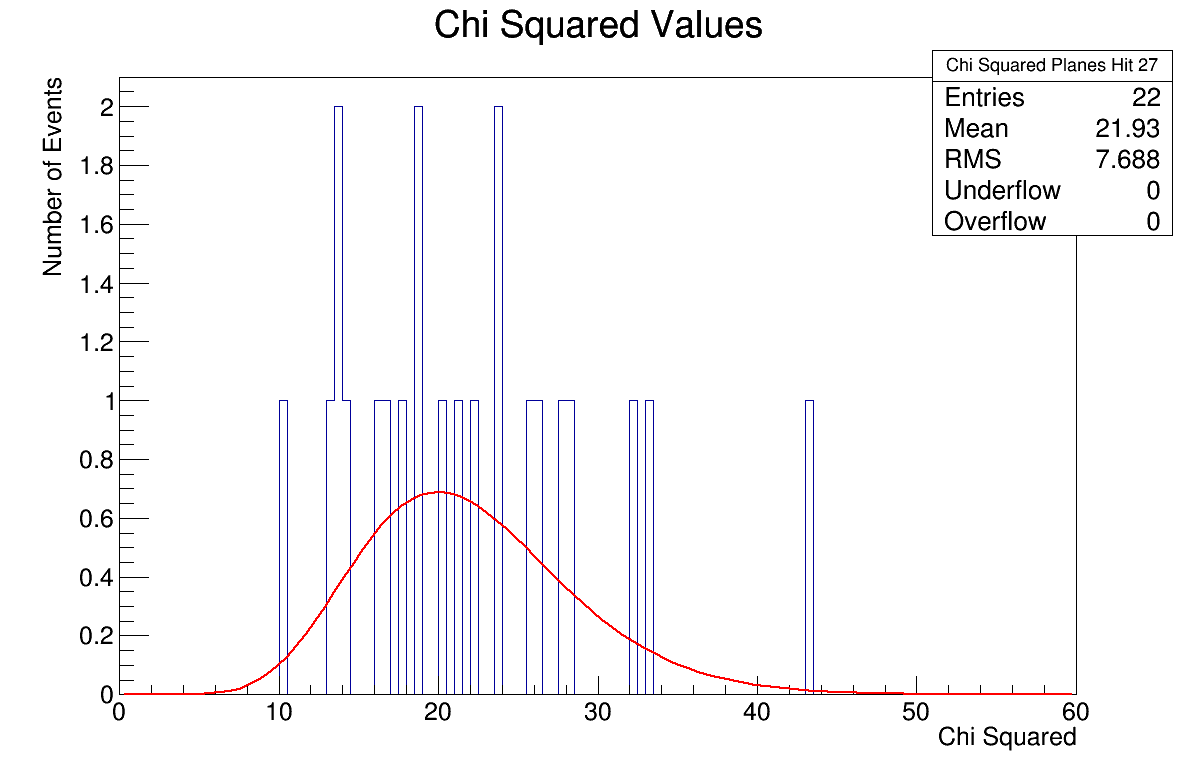 Chi Squared Values
Chi Squared Planes Hit 27
Entries 22
Mean 21.93
RMS 7.688
Underflow 0
Overflow 0
Number of Events
2
1.8
1.6
1.4
1.2
1
0.8
0.6
0.4
0.2
0
0 10 20 30 40 50 60
Chi Squared